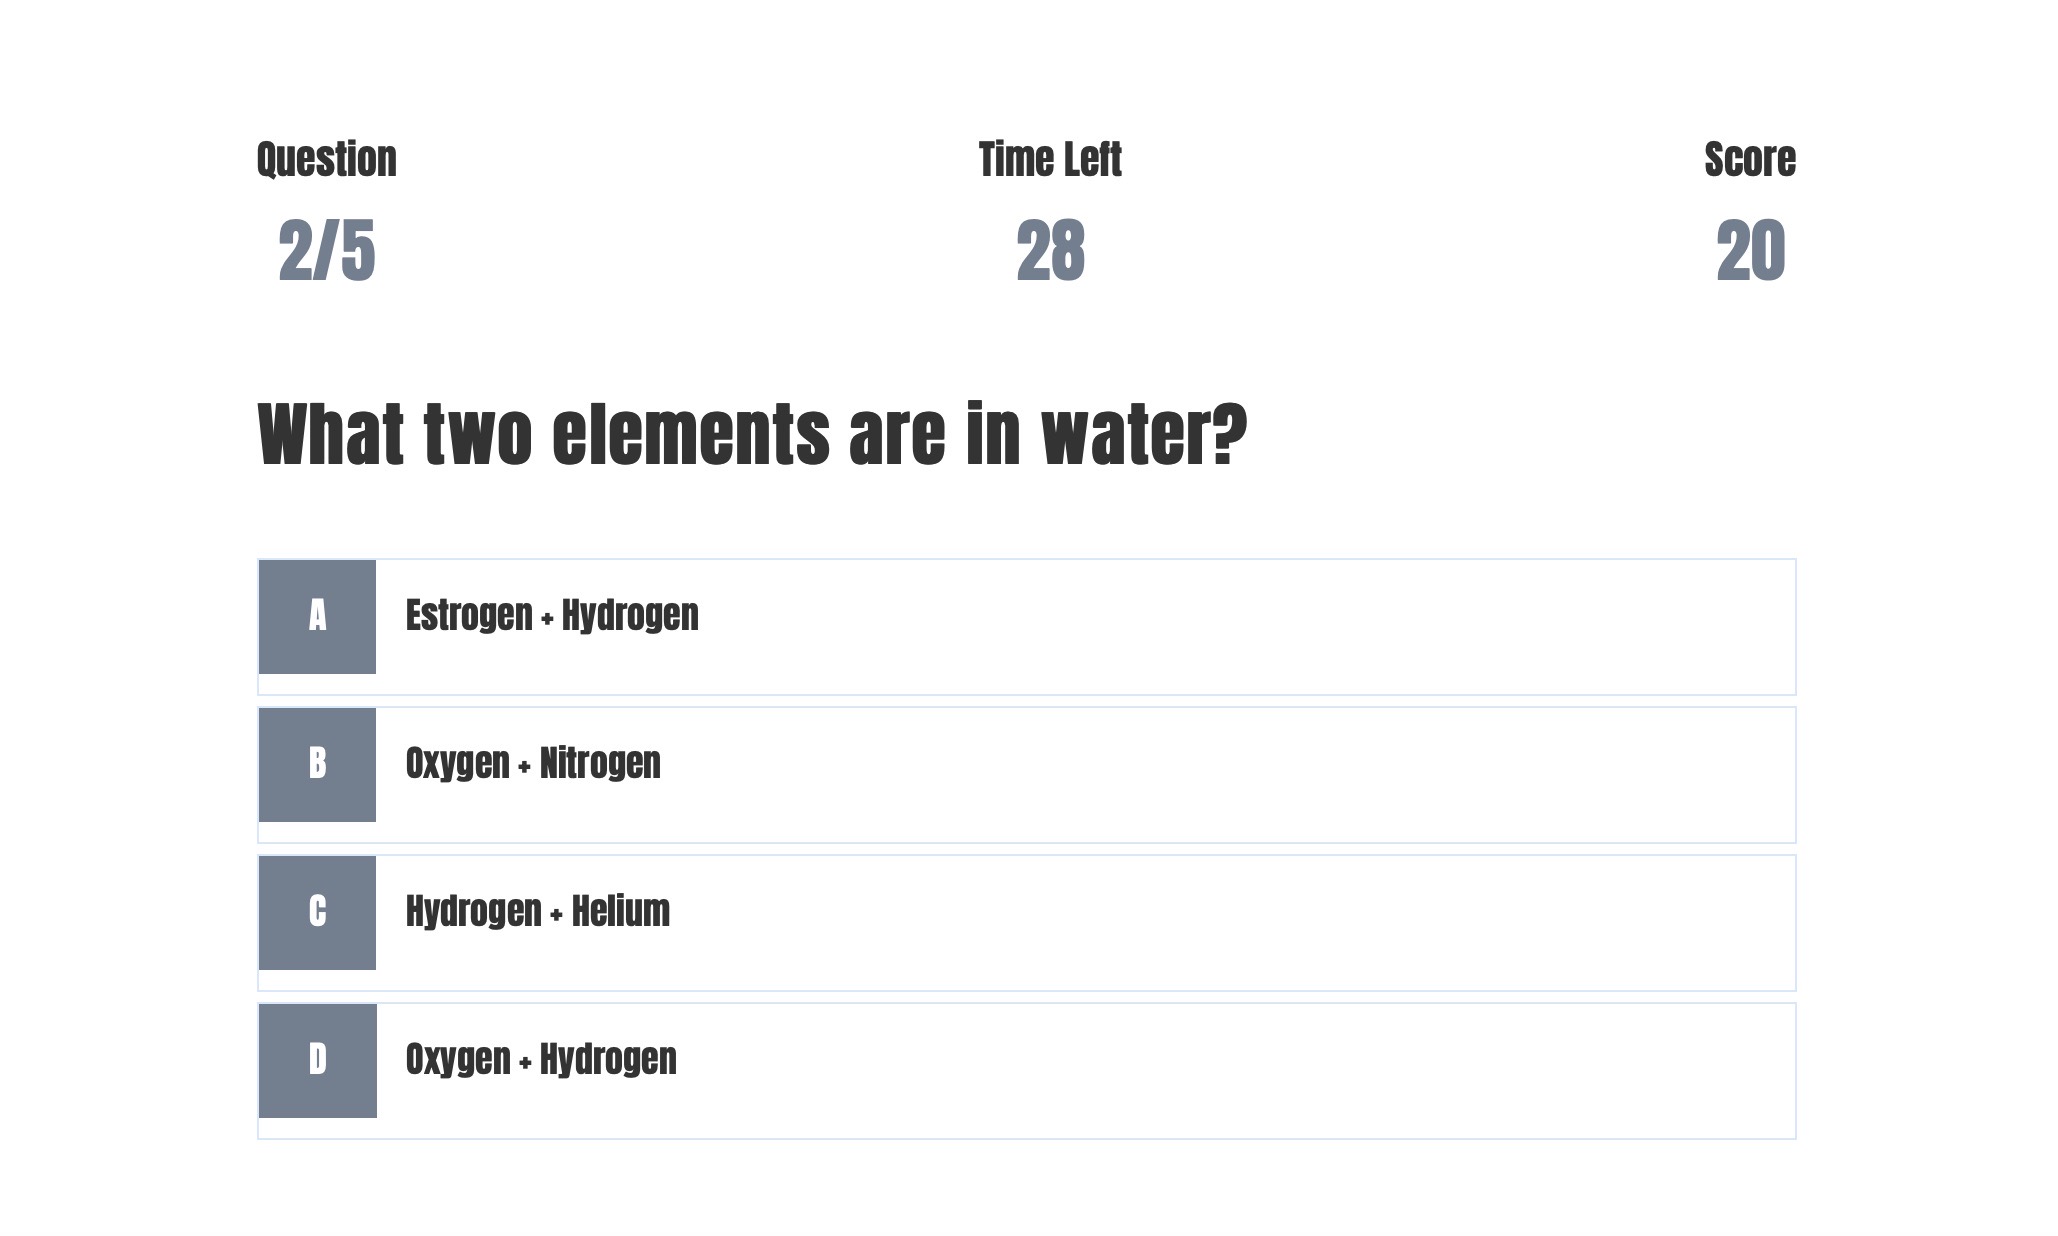 Question
Time Left
Score
2/5
28
20
What two elements are in water?
A Estrogen + Hydrogen
B Oxygen + Nitrogen
C Hydrogen + Helium
D Oxygen + Hydrogen